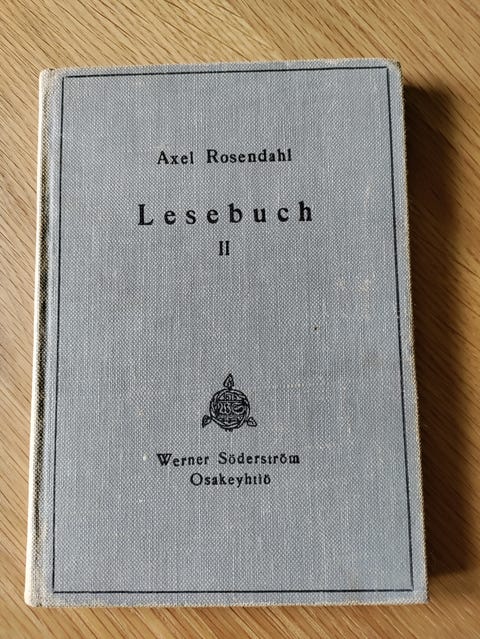 Axel Rosendahl
Lesebuch
II
Werner Söderström
Osakeyhtiö